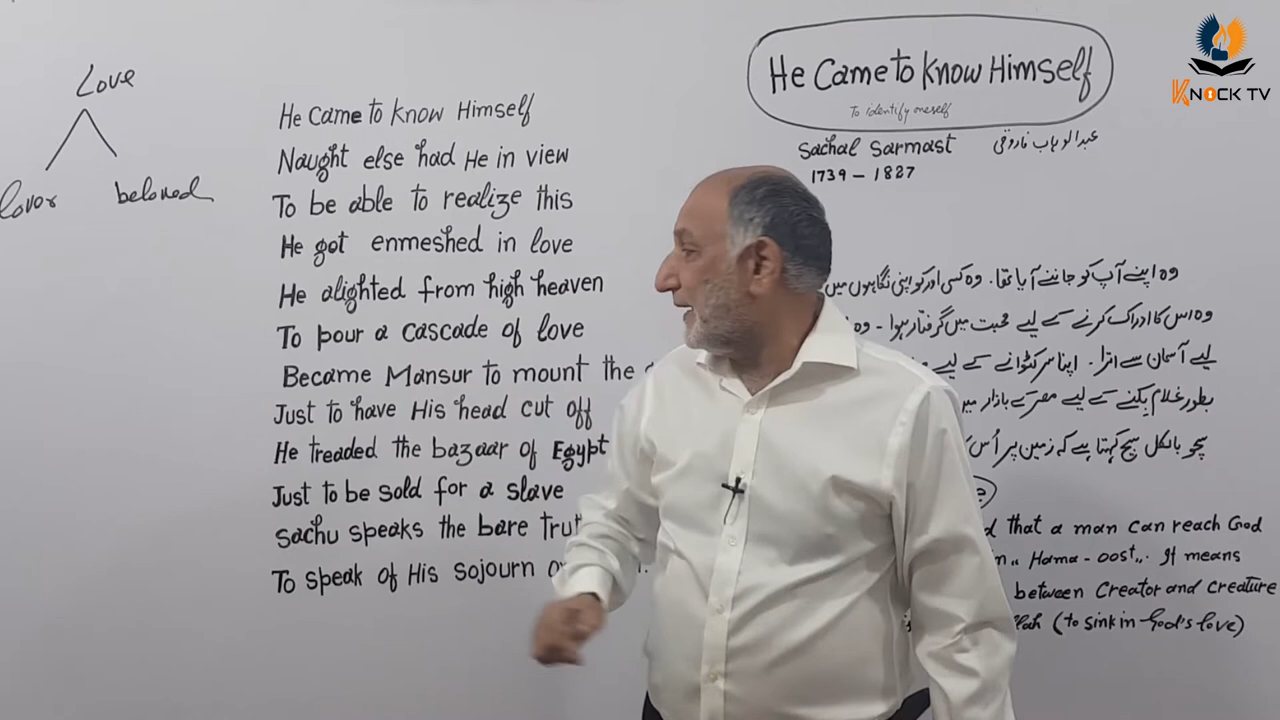 Love
lover beloved
He Came to Know Himself
Naught else had He in view
To be able to realize this
He got enmeshed in love
He alighted from high heaven
To pour a cascade of love
Became Mansur to mount the
Just to have His head cut off
He treaded the bazaar of Egypt
Just to be sold for a slave
Sachu speaks the bare
To speak of His sojourn
He Came to Know Himself
To identify oneself
Sachal Sarmast عبدالوہاب فاروقی
1739 – 1827
وہ اپنے آپ کو جاننے آیا تھا۔ وہ کسی اور کو اپنی نگاہوں میں
وہ اس کا ادراک کرنے کے لیے محبت میں گرفتار ہوا - وہ
لیے آسمان سے اترا۔ اپنا سر کٹوانے کے لیے
بطور غلام بکنے کے لیے مصر کے بازار میں
سچو بالکل سچ کہتا ہے کہ زمین پر اُس
that a man can reach God
"Hama-oost". It means
between Creator and Creature
(to sink in God's love)
KNOCK TV